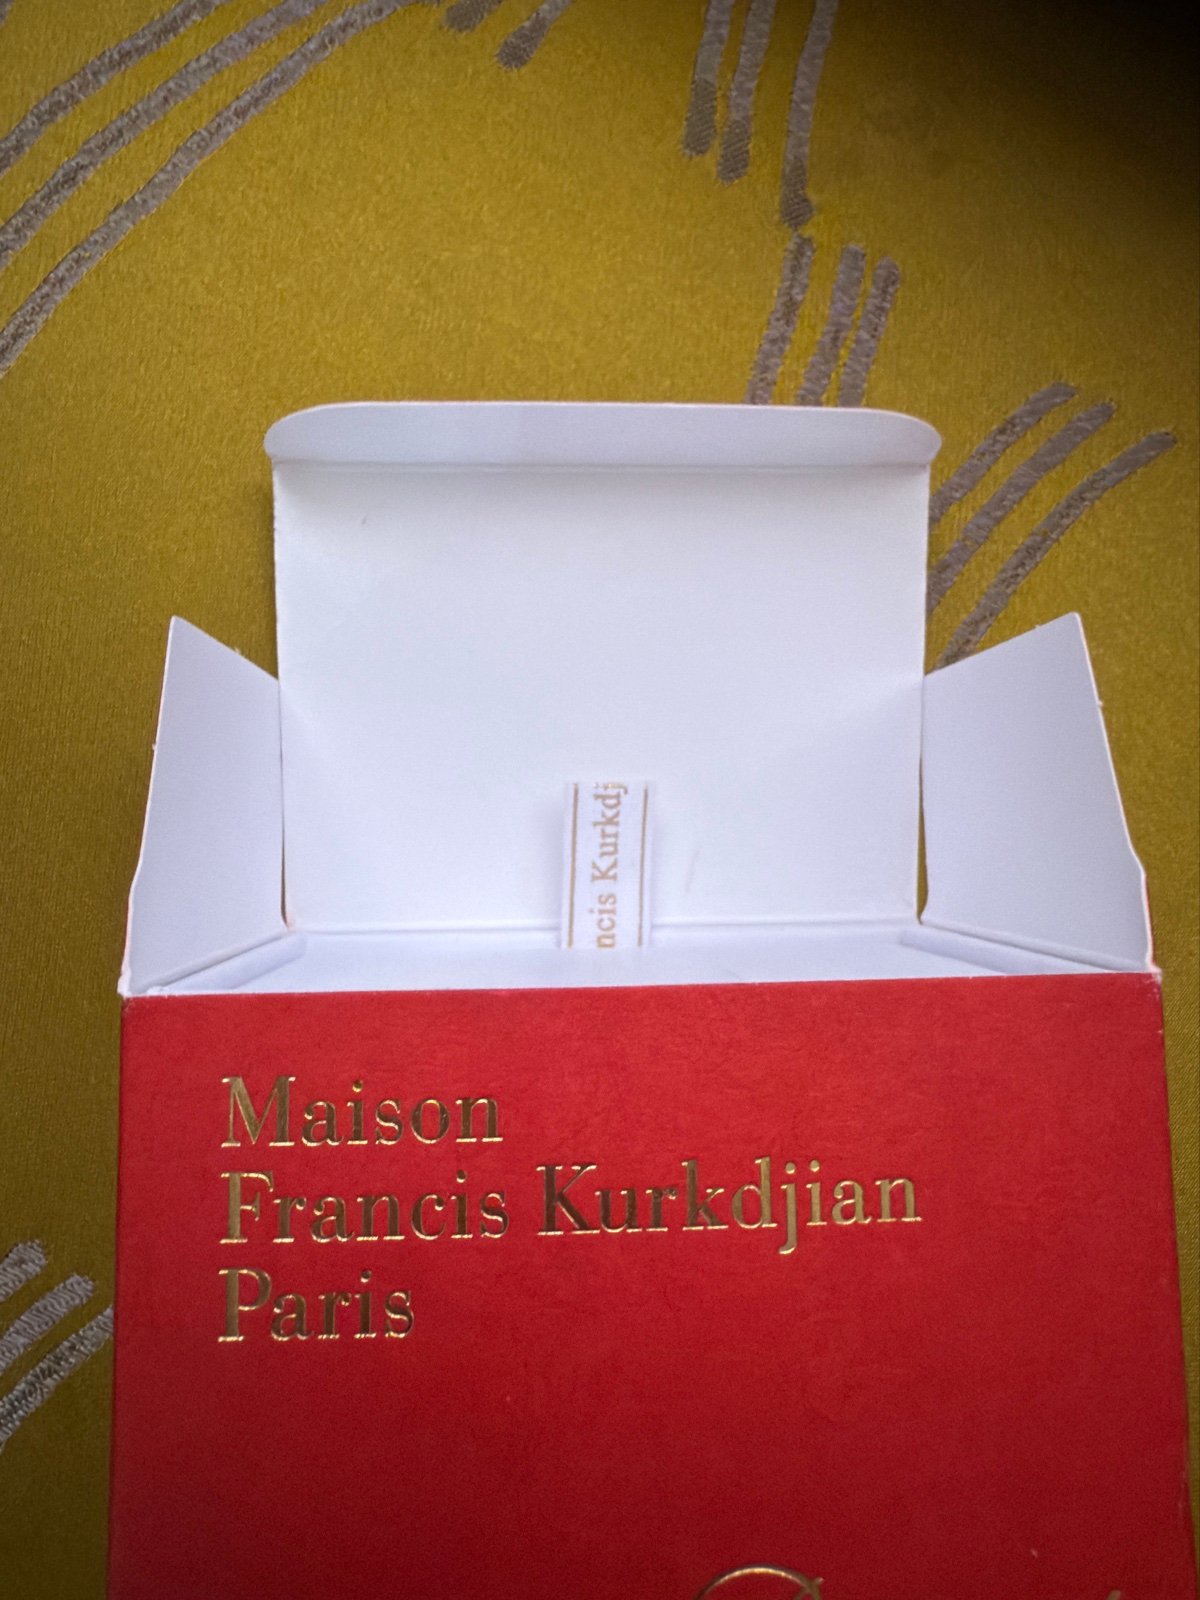 ncis Kurkdj
Maison
Francis Kurkdjian
Paris